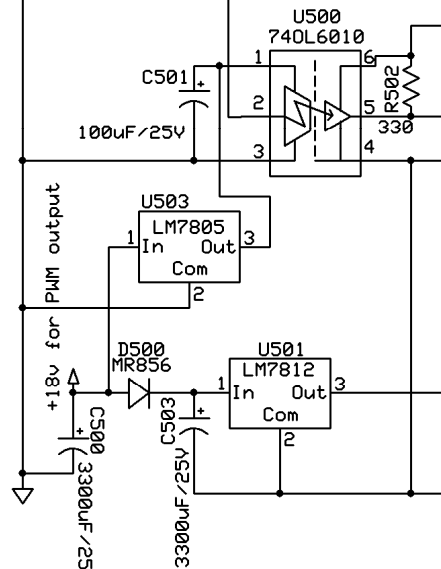 U500
74OL6010
1
6
C501
+
R502
2
5
100uF/25V
330
3
4
U503
LM7805
1
In
Out
3
Com
2
+18v for PWM output
D500
MR856
U501
LM7812
1
In
Out
3
Com
2
+
C500
3300uF/25
+
C503
3300uF/25V